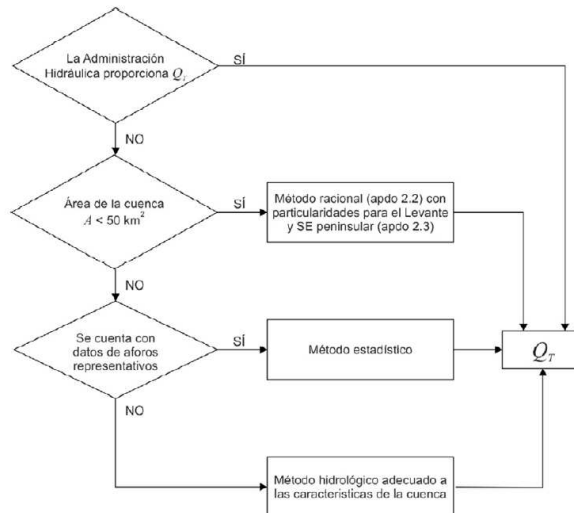 La Administración
Hidráulica proporciona Q_T
SÍ
NO
Área de la cuenca
A < 50 km²
SÍ
Método racional (apdo 2.2) con
particularidades para el Levante
y SE peninsular (apdo 2.3)
NO
Se cuenta con
datos de aforos
representativos
SÍ
Método estadístico
Q_T
NO
Método hidrológico adecuado a
las características de la cuenca